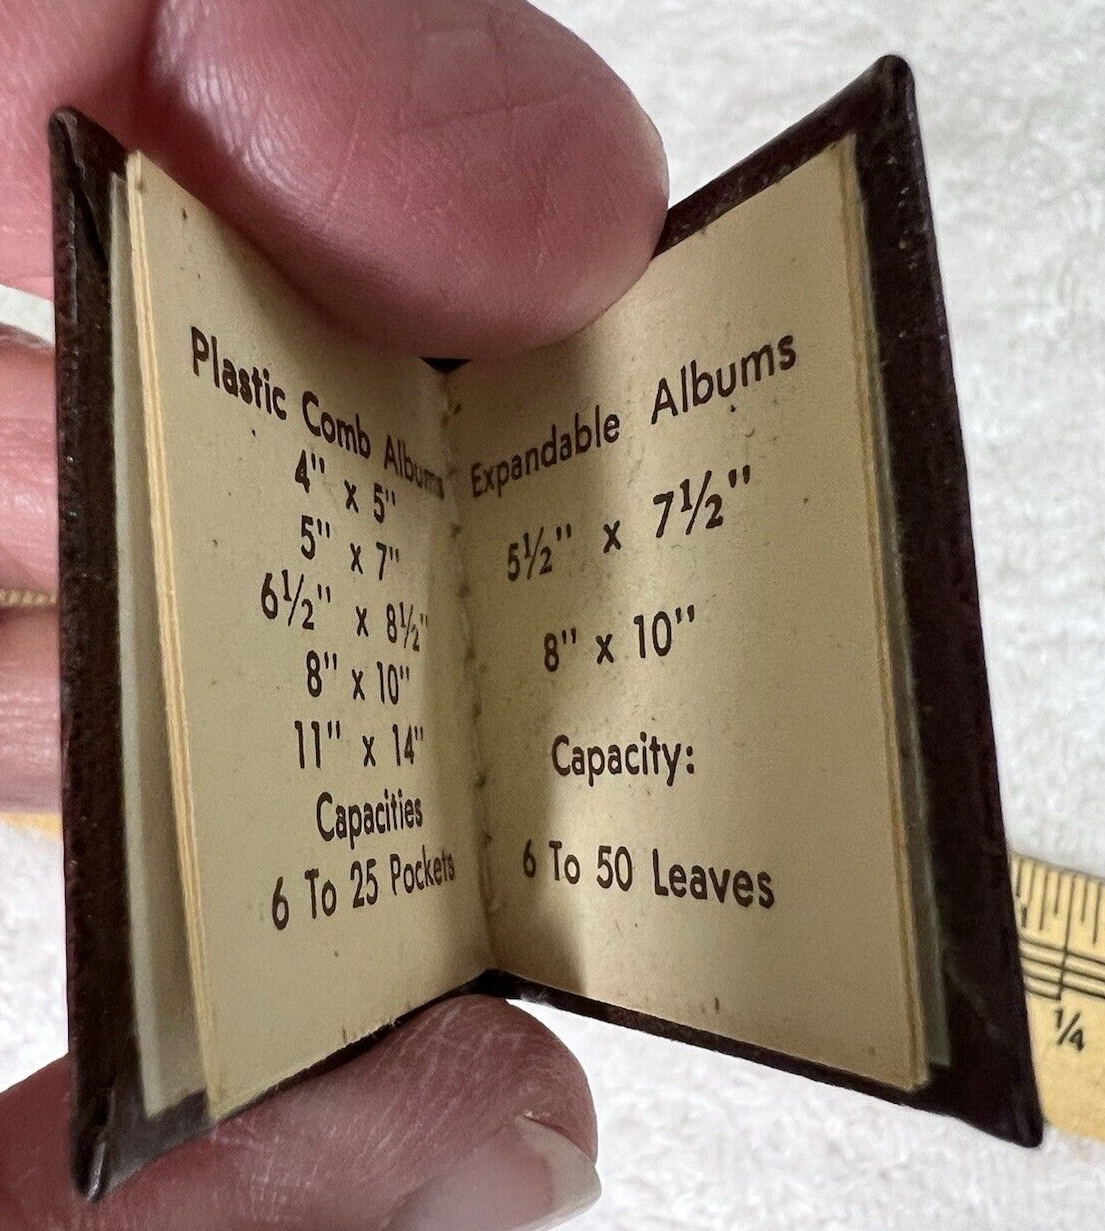 Plastic Comb Albums
4" x 5"
5" x 7"
6½" x 8½"
8" x 10"
11" x 14"
Capacities
6 To 25 Pockets
Expandable Albums
5½" x 7½"
8" x 10"
Capacity:
6 To 50 Leaves
1/4